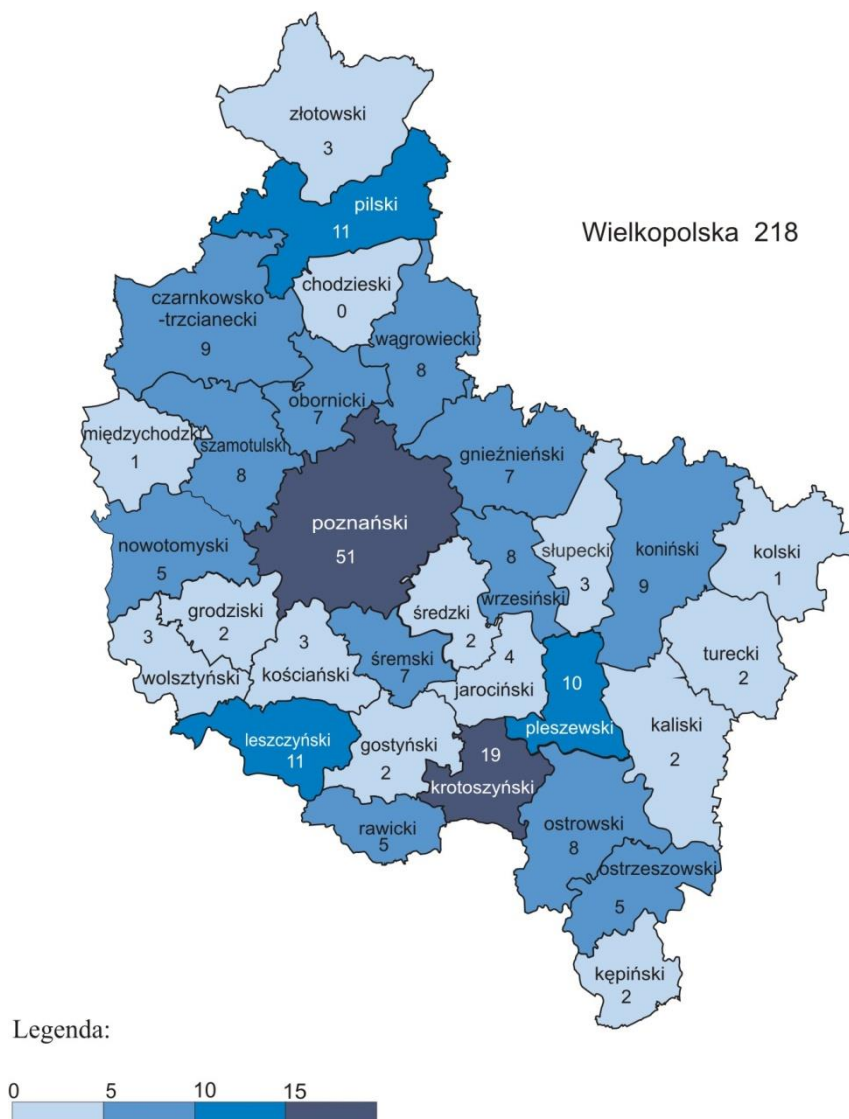 złotowski
3
pilski
11
Wielkopolska 218
chodzieski
0
czarnkowsko
-trzcianecki
9
wągrowiecki
8
obornicki
7
międzychodzki
1
szamotulski
8
gnieźnieński
7
poznański
51
nowotomyski
5
8
wrzesiński
słupecki
3
koniński
9
kolski
1
grodziski
2
średzki
2
3
wolsztyński
3
kościański
śremski
7
4
jarociński
turecki
2
10
pleszewski
leszczyński
11
gostyński
2
19
krotoszyński
kaliski
2
rawicki
5
ostrowski
8
ostrzeszowski
5
kępiński
2
Legenda:
0 5 10 15